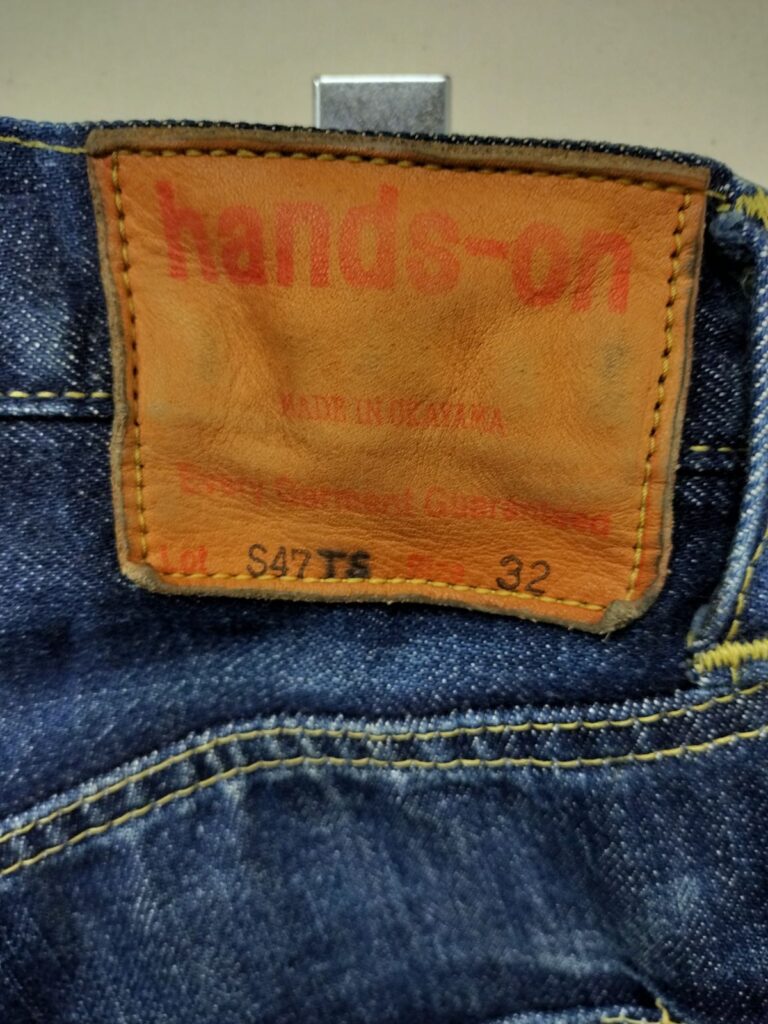 hands-on
MADE IN OKAYAMA
Every Garment Guaranteed
Lot S47TS Size 32